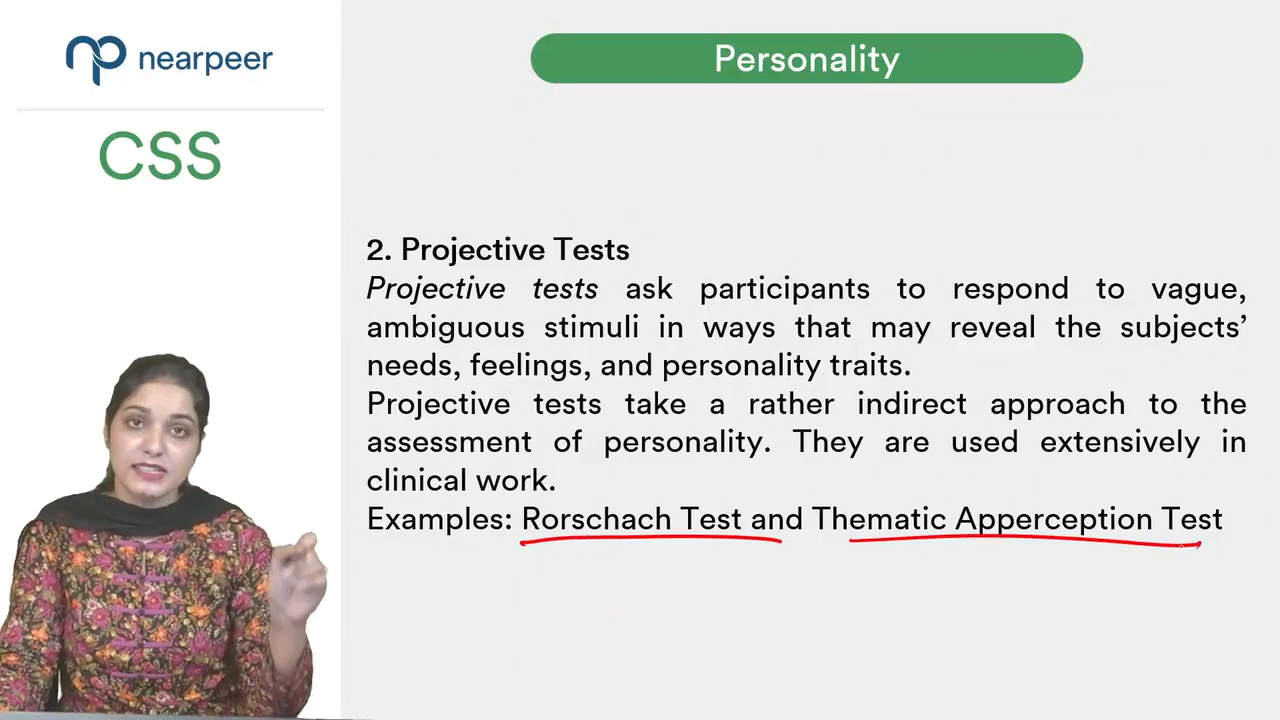 nearpeer
CSS
Personality
2. Projective Tests
Projective tests ask participants to respond to vague,
ambiguous stimuli in ways that may reveal the subjects’
needs, feelings, and personality traits.
Projective tests take a rather indirect approach to the
assessment of personality. They are used extensively in
clinical work.
Examples: Rorschach Test and Thematic Apperception Test